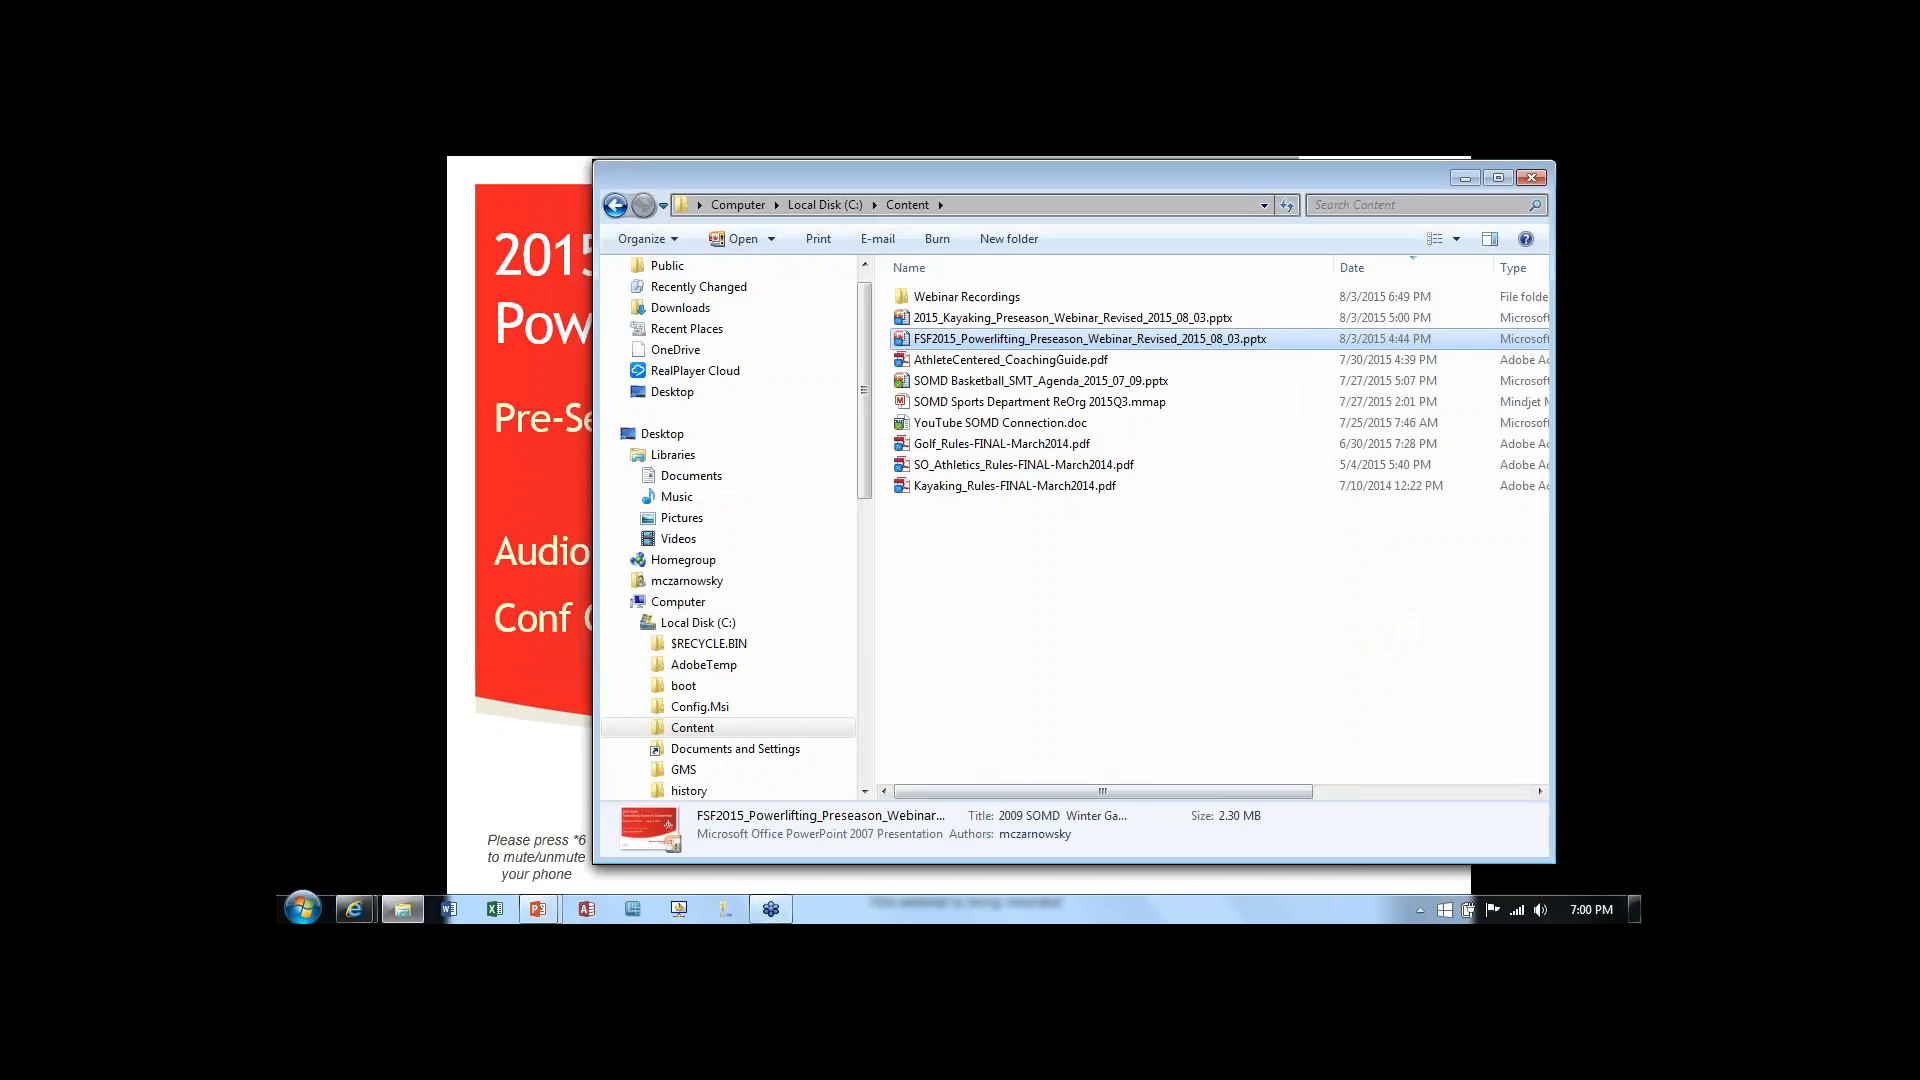 Computer Local Disk (C:) Content
Search Content
Organize Open Print E-mail Burn New folder
Public
Recently Changed
Downloads
Recent Places
OneDrive
RealPlayer Cloud
Desktop
Desktop
Libraries
Documents
Music
Pictures
Videos
Homegroup
mczarnowsky
Computer
Local Disk (C:)
$RECYCLE.BIN
AdobeTemp
boot
Config.Msi
Content
Documents and Settings
GMS
history
Name Date Type
Webinar Recordings 8/3/2015 6:49 PM File folde
2015_Kayaking_Preseason_Webinar_Revised_2015_08_03.pptx 8/3/2015 5:00 PM Microsoft
FSF2015_Powerlifting_Preseason_Webinar_Revised_2015_08_03.pptx 8/3/2015 4:44 PM Microsoft
AthleteCentered_CoachingGuide.pdf 7/30/2015 4:39 PM Adobe Ac
SOMD Basketball_SMT_Agenda_2015_07_09.pptx 7/27/2015 5:07 PM Microsoft
SOMD Sports Department ReOrg 2015Q3.mmap 7/27/2015 2:01 PM Mindjet M
YouTube SOMD Connection.doc 7/25/2015 7:46 AM Microsoft
Golf_Rules-FINAL-March2014.pdf 6/30/2015 7:28 PM Adobe Ac
SO_Athletics_Rules-FINAL-March2014.pdf 5/4/2015 5:40 PM Adobe Ac
Kayaking_Rules-FINAL-March2014.pdf 7/10/2014 12:22 PM Adobe Ac
FSF2015_Powerlifting_Preseason_Webinar... Title: 2009 SOMD Winter Ga... Size: 2.30 MB
Microsoft Office PowerPoint 2007 Presentation Authors: mczarnowsky
2015
Pow
Pre-Se
Audio
Conf
Please press *6
to mute/unmute
your phone
7:00 PM